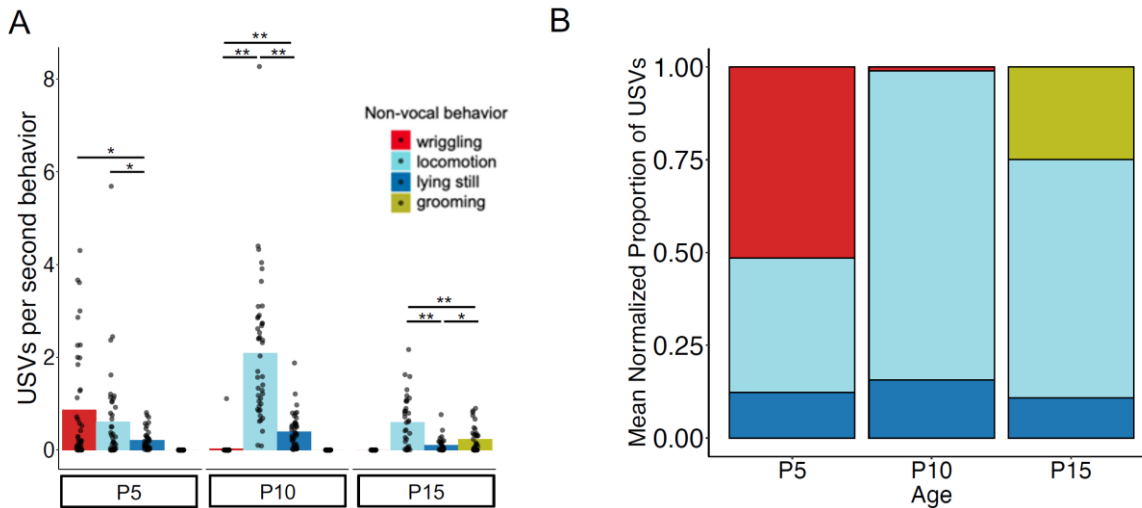 A
USVs per second behavior
8
6
4
2
0
**
** **
*
*
**
** *
Non-vocal behavior
wriggling
locomotion
lying still
grooming
P5 P10 P15
B
Mean Normalized Proportion of USVs
1.00
0.75
0.50
0.25
0.00
P5 P10 P15
Age